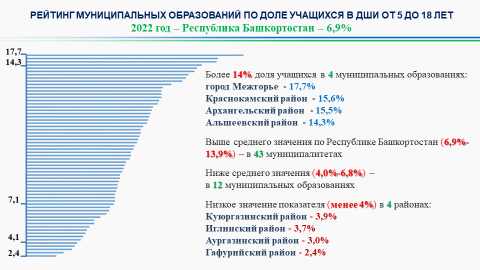 РЕЙТИНГ МУНИЦИПАЛЬНЫХ ОБРАЗОВАНИЙ ПО ДОЛЕ УЧАЩИХСЯ В ДШИ ОТ 5 ДО 18 ЛЕТ
2022 год – Республика Башкортостан – 6,9%
17,7
14,3
7,1
4,1
2,4
Более 14% доля учащихся в 4 муниципальных образованиях:
город Межгорье - 17,7%
Краснокамский район - 15,6%
Архангельский район - 15,5%
Альшеевский район - 14,3%
Выше среднего значения по Республике Башкортостан (6,9%-
13,9%) – в 43 муниципалитетах
Ниже среднего значения (4,0%-6,8%) –
в 12 муниципальных образованиях
Низкое значение показателя (менее 4%) в 4 районах:
Куюргазинский район - 3,9%
Иглинский район - 3,7%
Аургазинский район - 3,0%
Гафурийский район - 2,4%